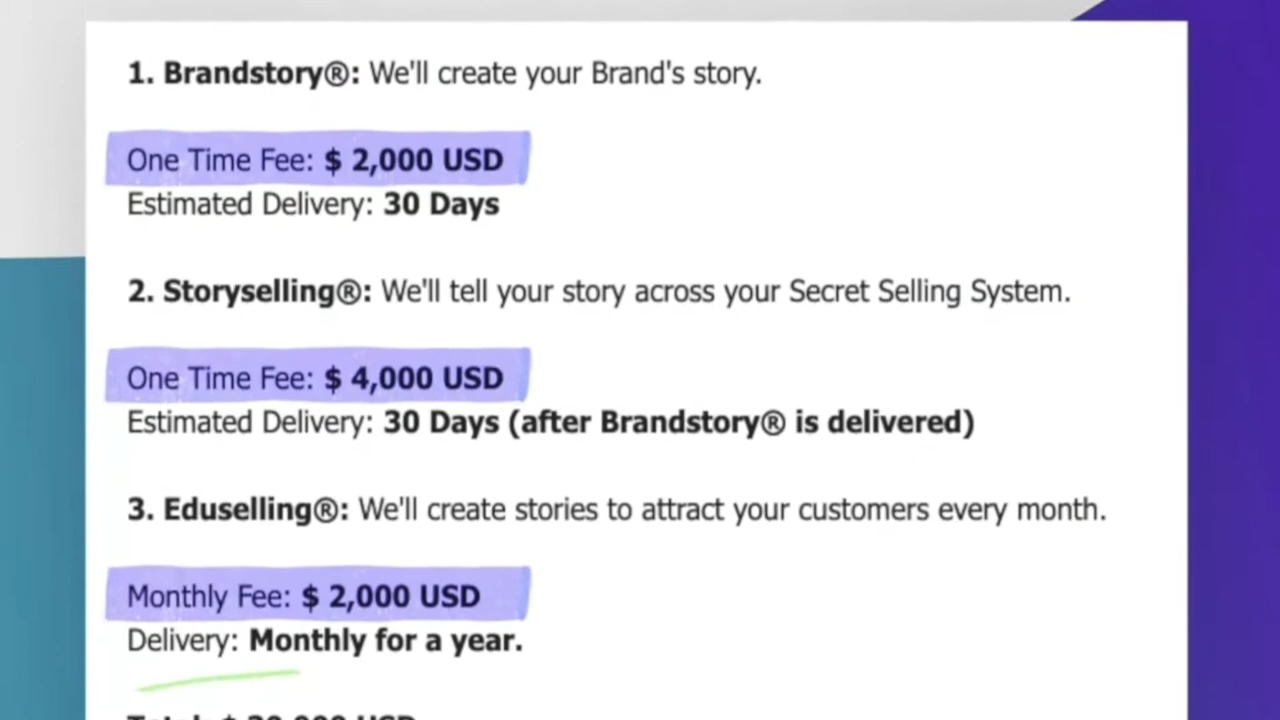 1. Brandstory®: We'll create your Brand's story.
One Time Fee: $ 2,000 USD
Estimated Delivery: 30 Days
2. Storyselling®: We'll tell your story across your Secret Selling System.
One Time Fee: $ 4,000 USD
Estimated Delivery: 30 Days (after Brandstory® is delivered)
3. Eduselling®: We'll create stories to attract your customers every month.
Monthly Fee: $ 2,000 USD
Delivery: Monthly for a year.